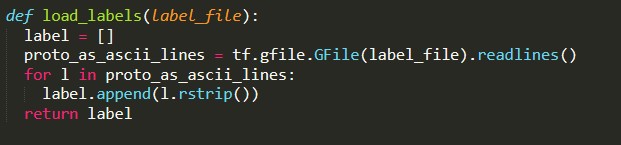 def load_labels(label_file):
  label = []
  proto_as_ascii_lines = tf.gfile.GFile(label_file).readlines()
  for l in proto_as_ascii_lines:
    label.append(l.rstrip())
  return label